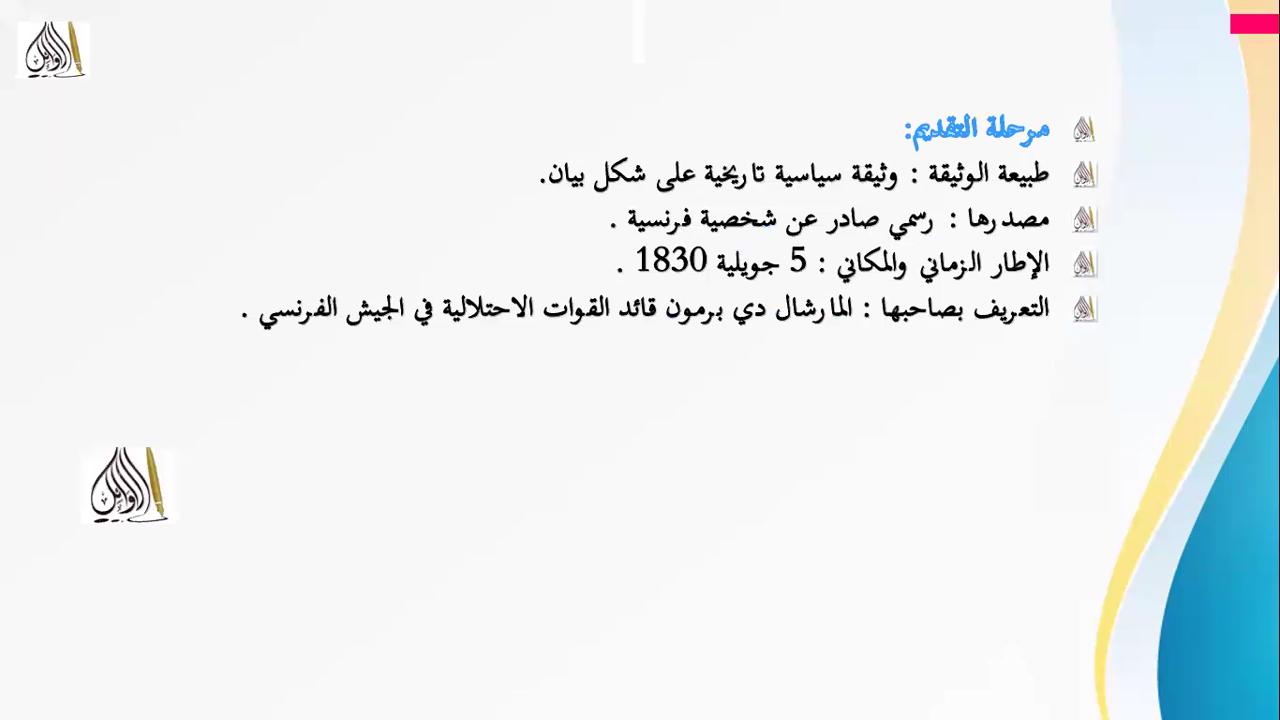 مرحلة التقديم:
طبيعة الوثيقة : وثيقة سياسية تاريخية على شكل بيان.
مصدرها : رسمي صادر عن شخصية فرنسية .
الإطار الزماني والمكاني : 5 جويلية 1830 .
التعريف بصاحبها : المارشال دي برمون قائد القوات الاحتلالية في الجيش الفرنسي .
الأوائل